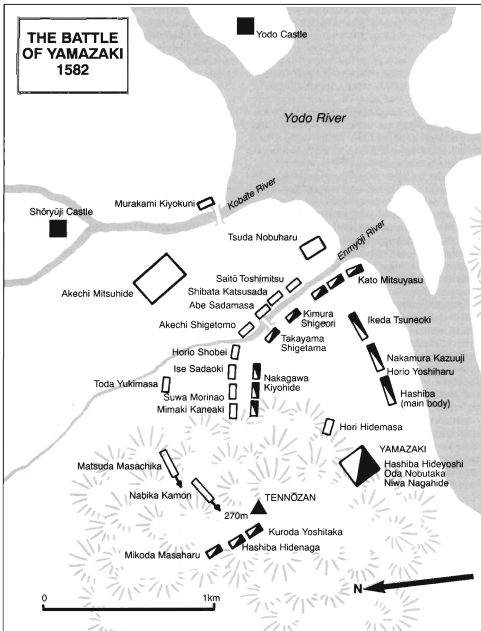 THE BATTLE
OF YAMAZAKI
1582
Yodo Castle
Yodo River
Murakami Kiyokuni
Kobate River
Shōryūji Castle
Tsuda Nobuharu
Enmyōji River
Akechi Mitsuhide
Saitō Toshimitsu
Shibata Katsusada
Abe Sadamasa
Akechi Shigetomo
Kato Mitsuyasu
Kimura
Shigeori
Takayama
Shigetama
Ikeda Tsuneoki
Horio Shobei
Ise Sadaoki
Toda Yukimasa
Suwa Morinao
Mimaki Kaneaki
Nakagawa
Kiyohide
Nakamura Kazuuji
Horio Yoshiharu
Hashiba
(main body)
Hori Hidemasa
YAMAZAKI
Hashiba Hideyoshi
Oda Nobutaka
Niwa Nagahide
Matsuda Masachika
Nabika Kamon
TENNŌZAN
270m
Kuroda Yoshitaka
Hashiba Hidenaga
Mikoda Masaharu
N
0
1km